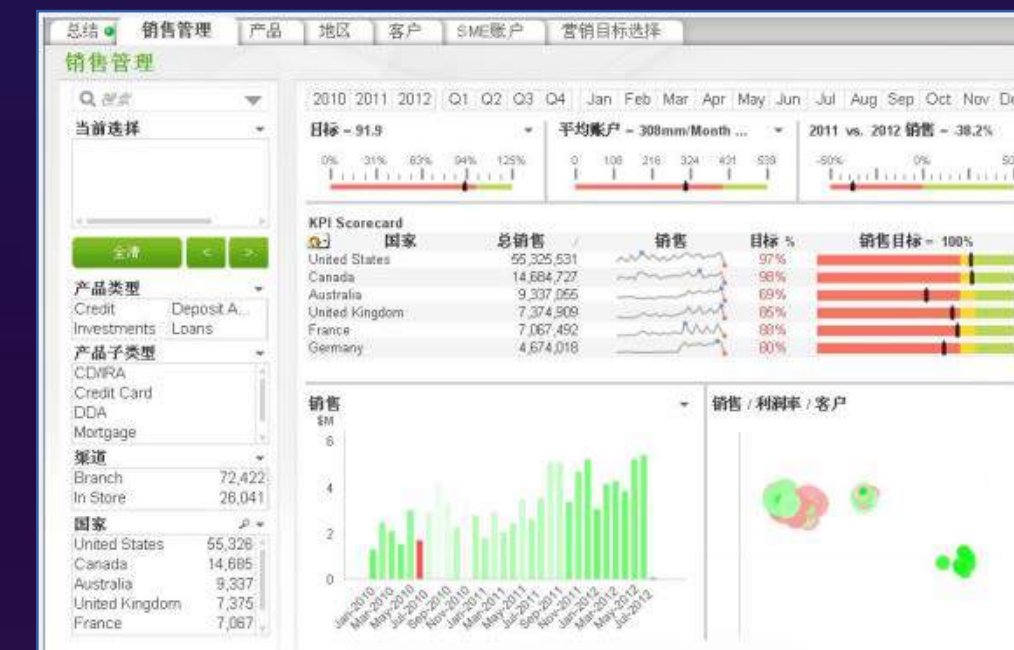 总结 销售管理 产品 地区 客户 SME账户 营销目标选择
销售管理
搜索
2010 2011 2012 Q1 Q2 Q3 Q4 Jan Feb Mar Apr May Jun Jul Aug Sep Oct Nov De
当前选择
目标 - 91.9
平均账户 - 308mm/Month ...
2011 vs. 2012 销售 - 38.2%
0% 31% 63% 94% 125%
0 108 216 324 431 539
-50% 0% 50
全清 < >
KPI Scorecard
国家 总销售 / 销售 目标 % 销售目标 - 100%
United States 55,325,531 97%
Canada 14,684,727 98%
Australia 9,337,055 69%
United Kingdom 7,374,909 85%
France 7,067,492 88%
Germany 4,674,018 80%
产品类型
Credit Deposit A...
Investments Loans
产品子类型
CD/IRA
Credit Card
DDA
Mortgage
渠道
Branch 72,422
In Store 26,041
国家
United States 55,326
Canada 14,685
Australia 9,337
United Kingdom 7,375
France 7,067
销售
$M
6
4
2
0
Jan-2010 Mar-2010 May-2010 Jul-2010 Sep-2010 Nov-2010 Jan-2011 Mar-2011 May-2011 Jul-2011 Sep-2011 Nov-2011 Jan-2012 Mar-2012 May-2012 Jul-2012
销售 / 利润率 / 客户